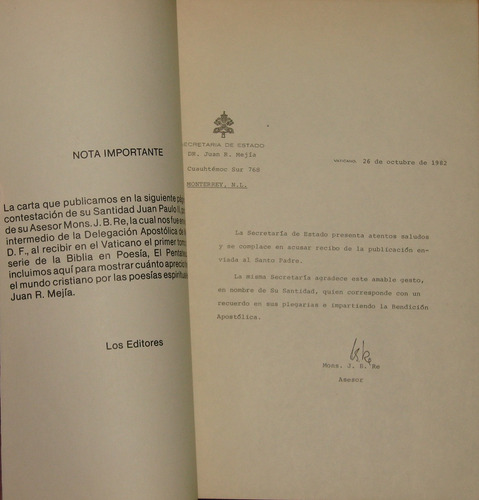 NOTA IMPORTANTE
La carta que publicamos en la siguiente
contestación de su Santidad Juan Pablo II,
de su Asesor Mons. J. B. Re, la cual nos fue
intermedio de la Delegación Apostólica de
D. F., al recibir en el Vaticano el primer
serie de la Biblia en Poesía, El
incluimos aquí para mostrar cuánto
el mundo cristiano por las poesías
Juan R. Mejía.
Los Editores
SECRETARIA DE ESTADO
DR. Juan R. Mejía
Cuauhtémoc Sur 768
MONTERREY, N.L.
VATICANO, 26 de octubre de 1982
La Secretaría de Estado presenta atentos saludos
y se complace en acusar recibo de la publicación en-
viada al Santo Padre.
La misma Secretaría agradece este amable gesto,
en nombre de Su Santidad, quien corresponde con un
recuerdo en sus plegarias e impartiendo la Bendición
Apostólica.
Mons. J. B. Re
Asesor